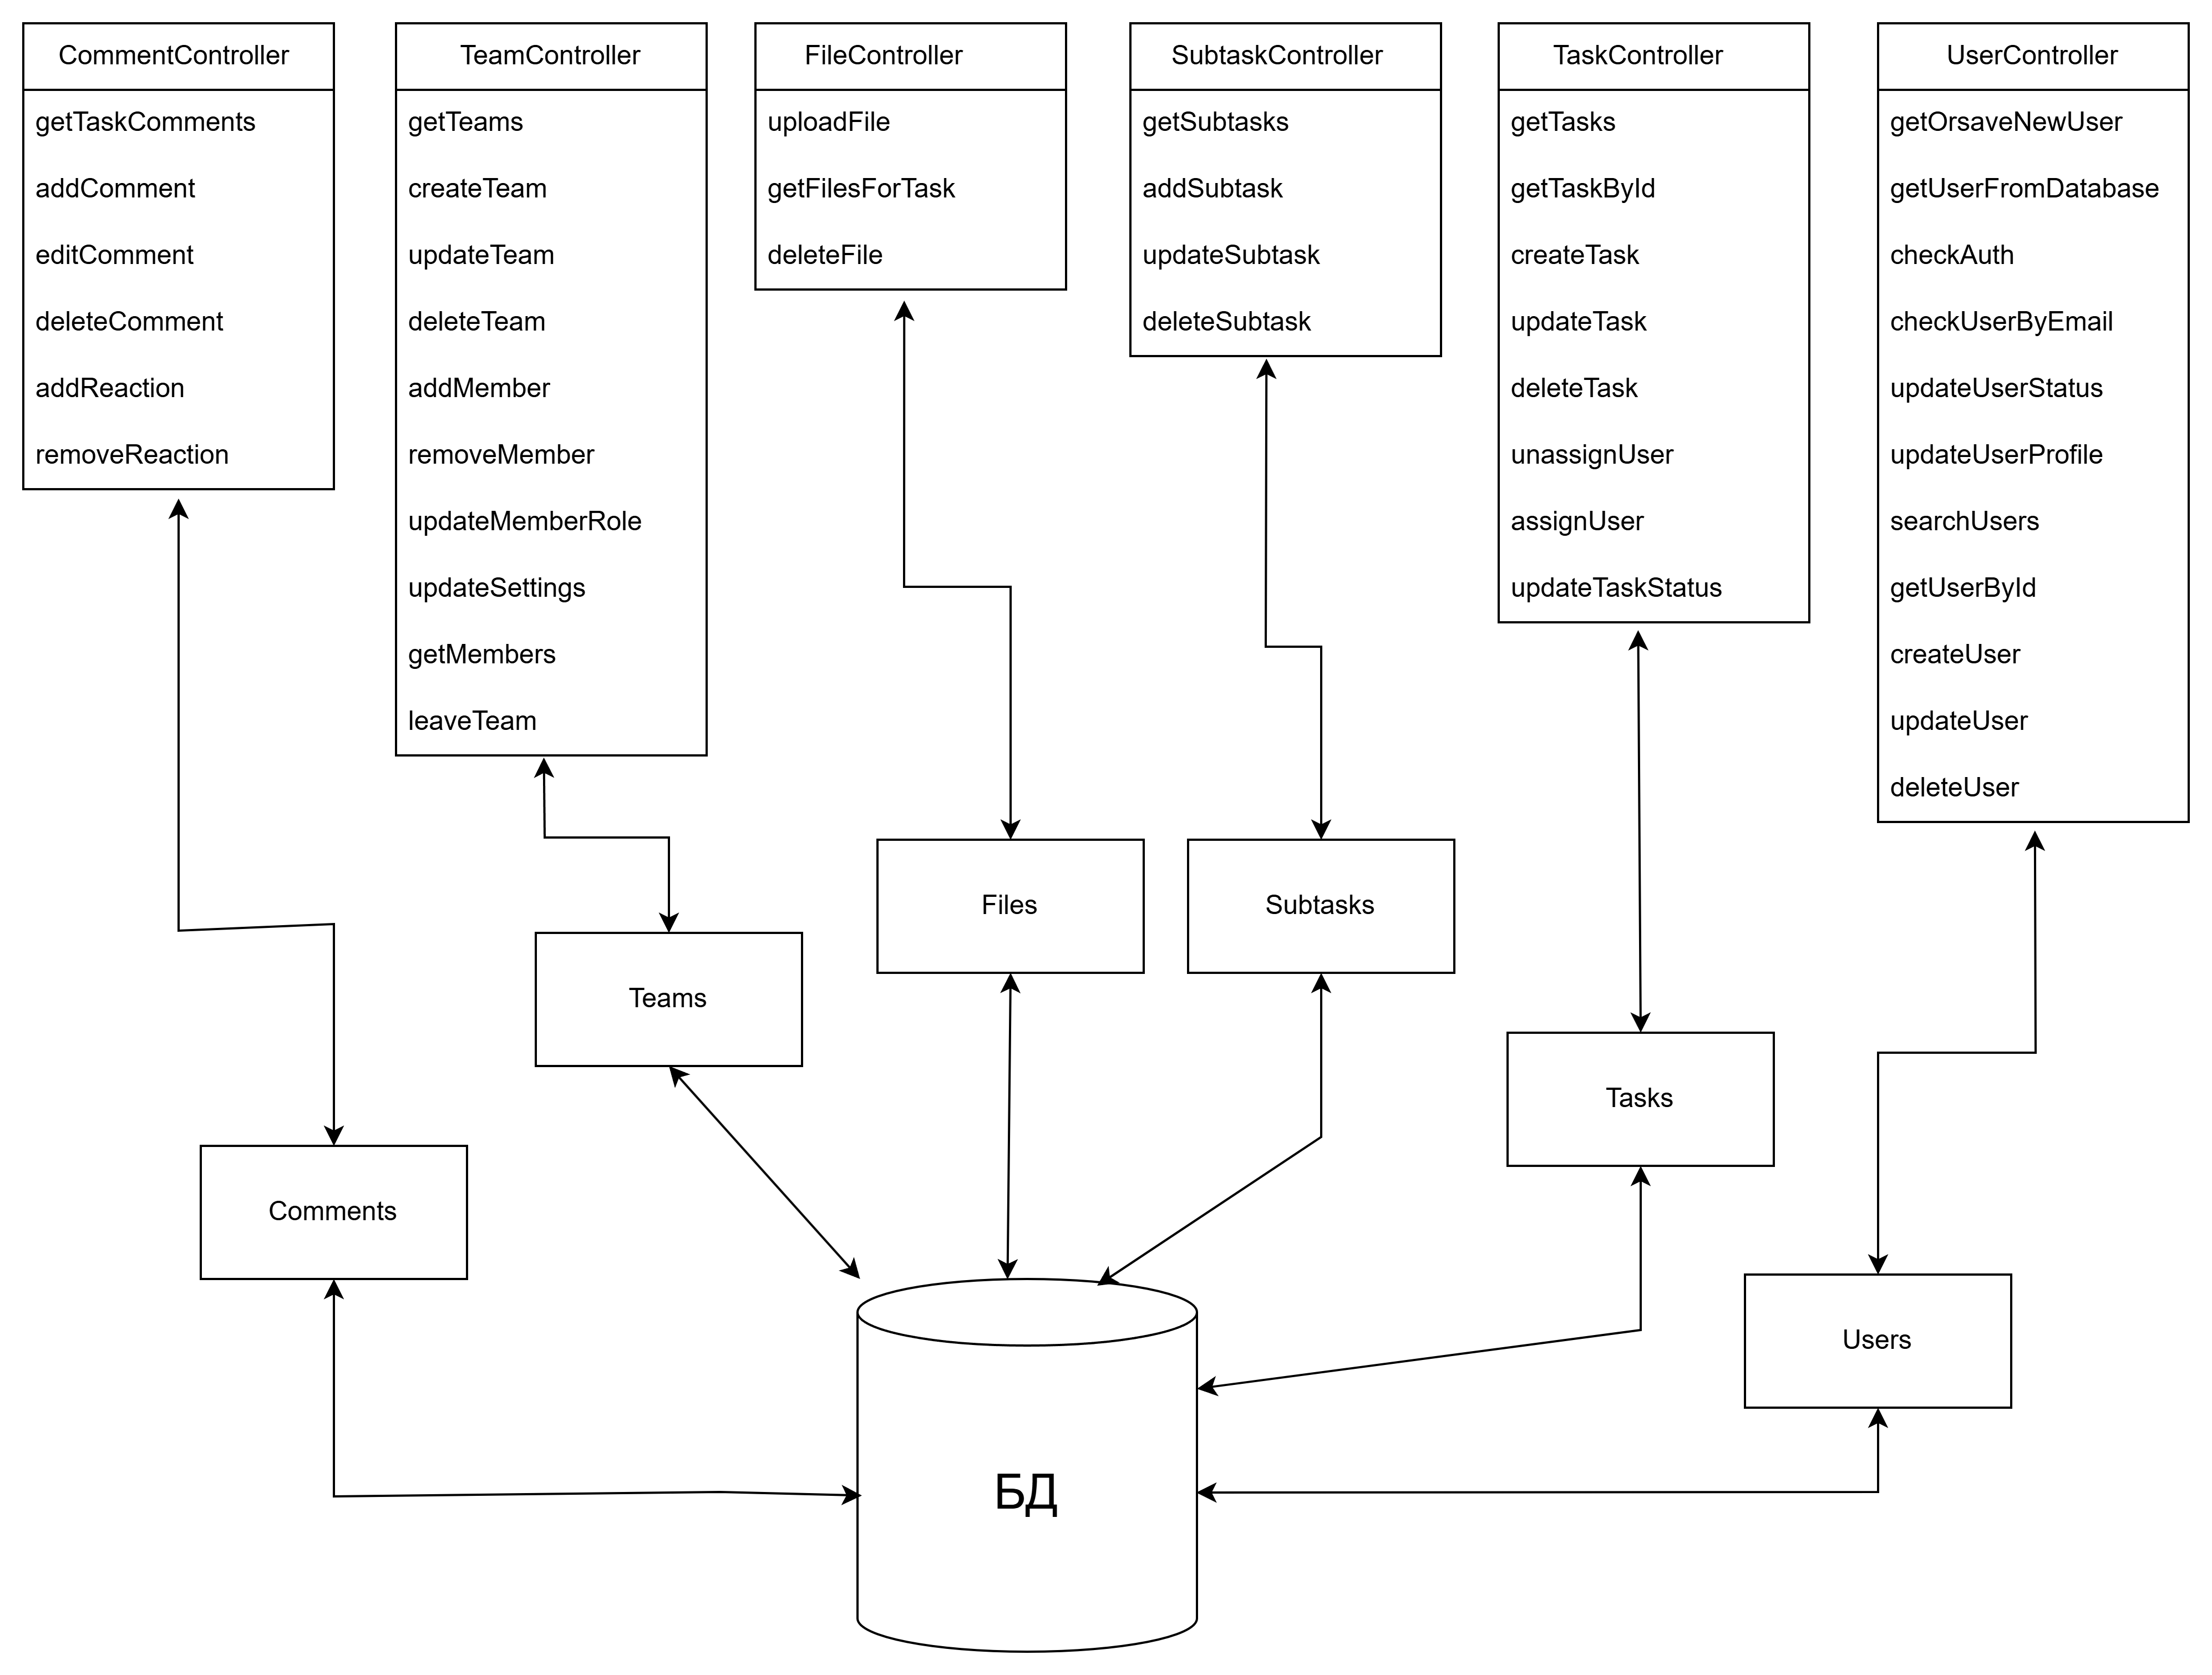 CommentController
getTaskComments
addComment
editComment
deleteComment
addReaction
removeReaction
TeamController
getTeams
createTeam
updateTeam
deleteTeam
addMember
removeMember
updateMemberRole
updateSettings
getMembers
leaveTeam
FileController
uploadFile
getFilesForTask
deleteFile
SubtaskController
getSubtasks
addSubtask
updateSubtask
deleteSubtask
TaskController
getTasks
getTaskById
createTask
updateTask
deleteTask
unassignUser
assignUser
updateTaskStatus
UserController
getOrsaveNewUser
getUserFromDatabase
checkAuth
checkUserByEmail
updateUserStatus
updateUserProfile
searchUsers
getUserById
createUser
updateUser
deleteUser
Files
Subtasks
Teams
Tasks
Comments
Users
БД